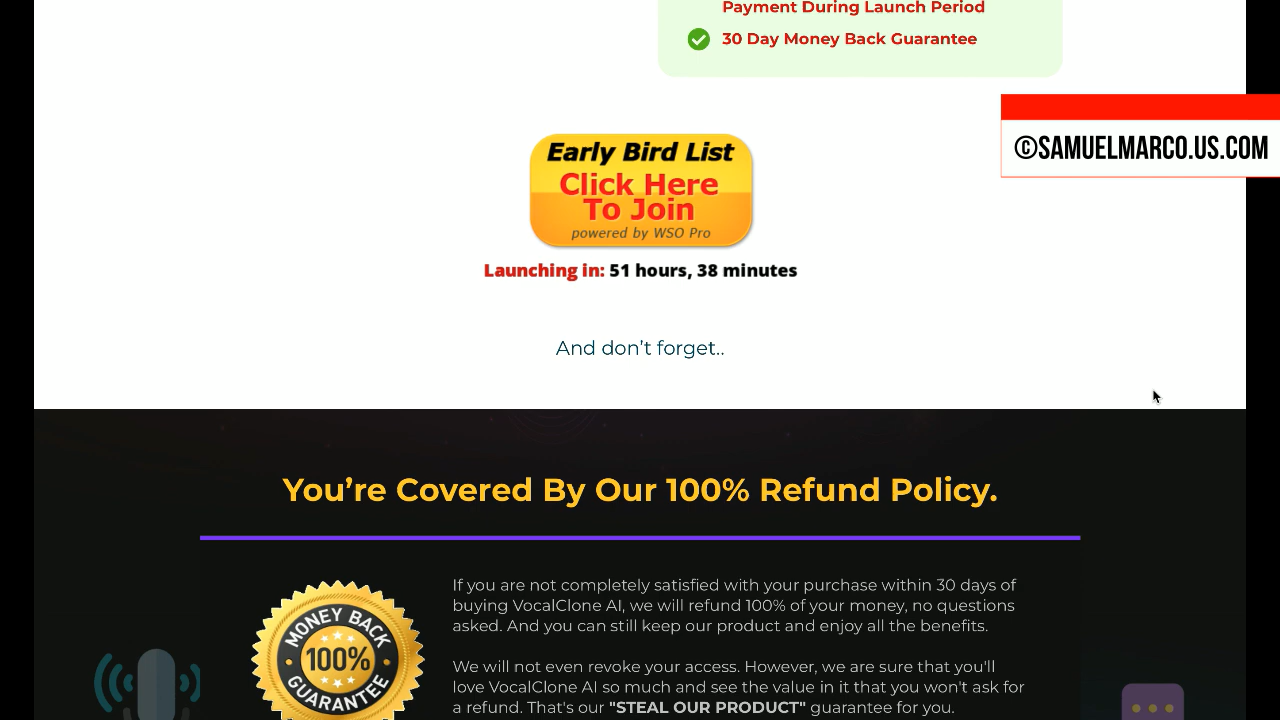 Payment During Launch Period
30 Day Money Back Guarantee
©SAMUELMARCO.US.COM
Early Bird List
Click Here
To Join
powered by WSO Pro
Launching in: 51 hours, 38 minutes
And don’t forget..
You’re Covered By Our 100% Refund Policy.
If you are not completely satisfied with your purchase within 30 days of
buying VocalClone AI, we will refund 100% of your money, no questions
asked. And you can still keep our product and enjoy all the benefits.
We will not even revoke your access. However, we are sure that you'll
love VocalClone AI so much and see the value in it that you won't ask for
a refund. That's our "STEAL OUR PRODUCT" guarantee for you.
MONEY BACK
100%
GUARANTEE